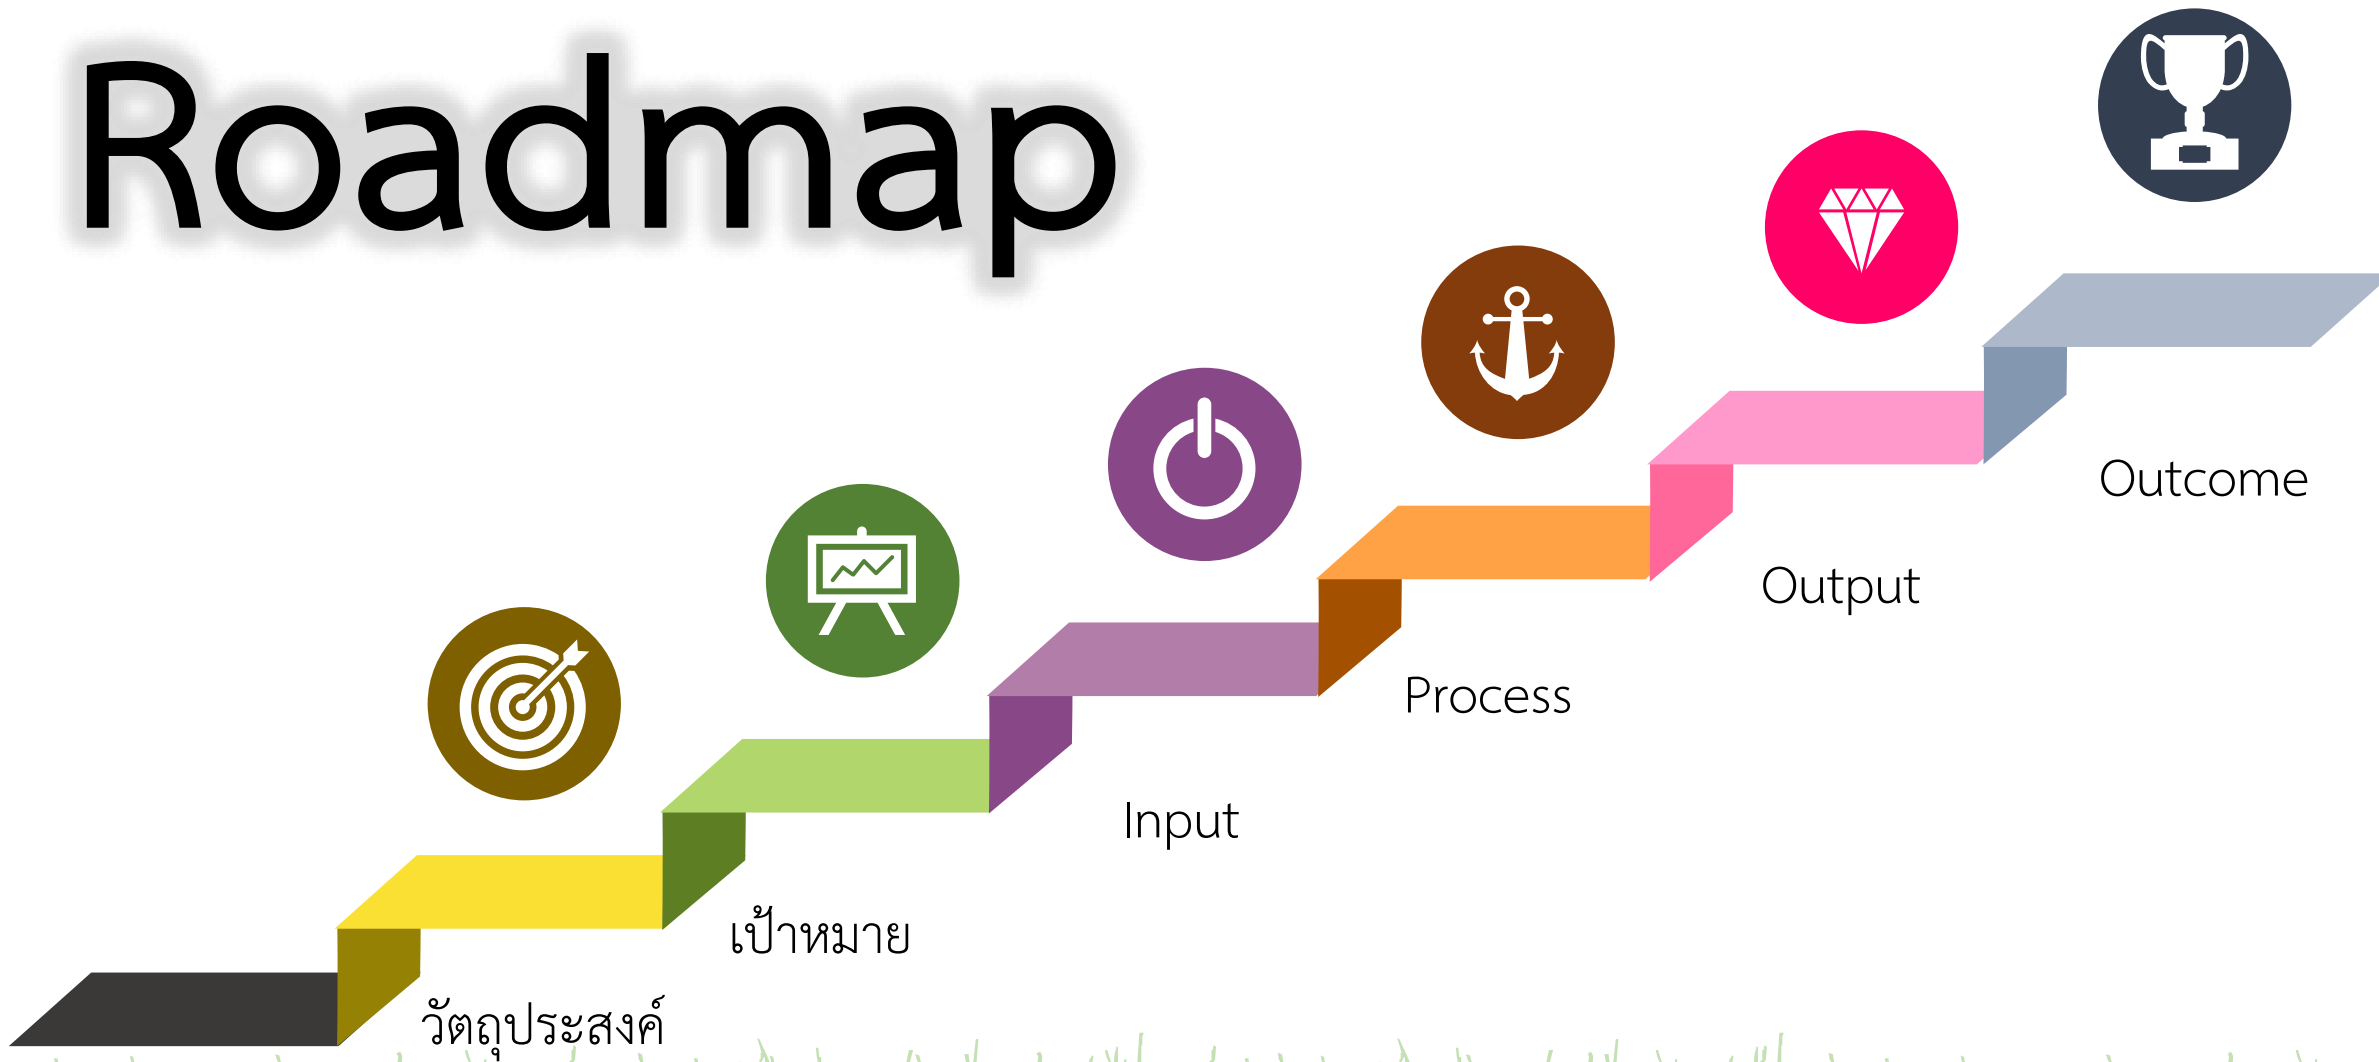 Roadmap
วัตถุประสงค์
เป้าหมาย
Input
Process
Output
Outcome